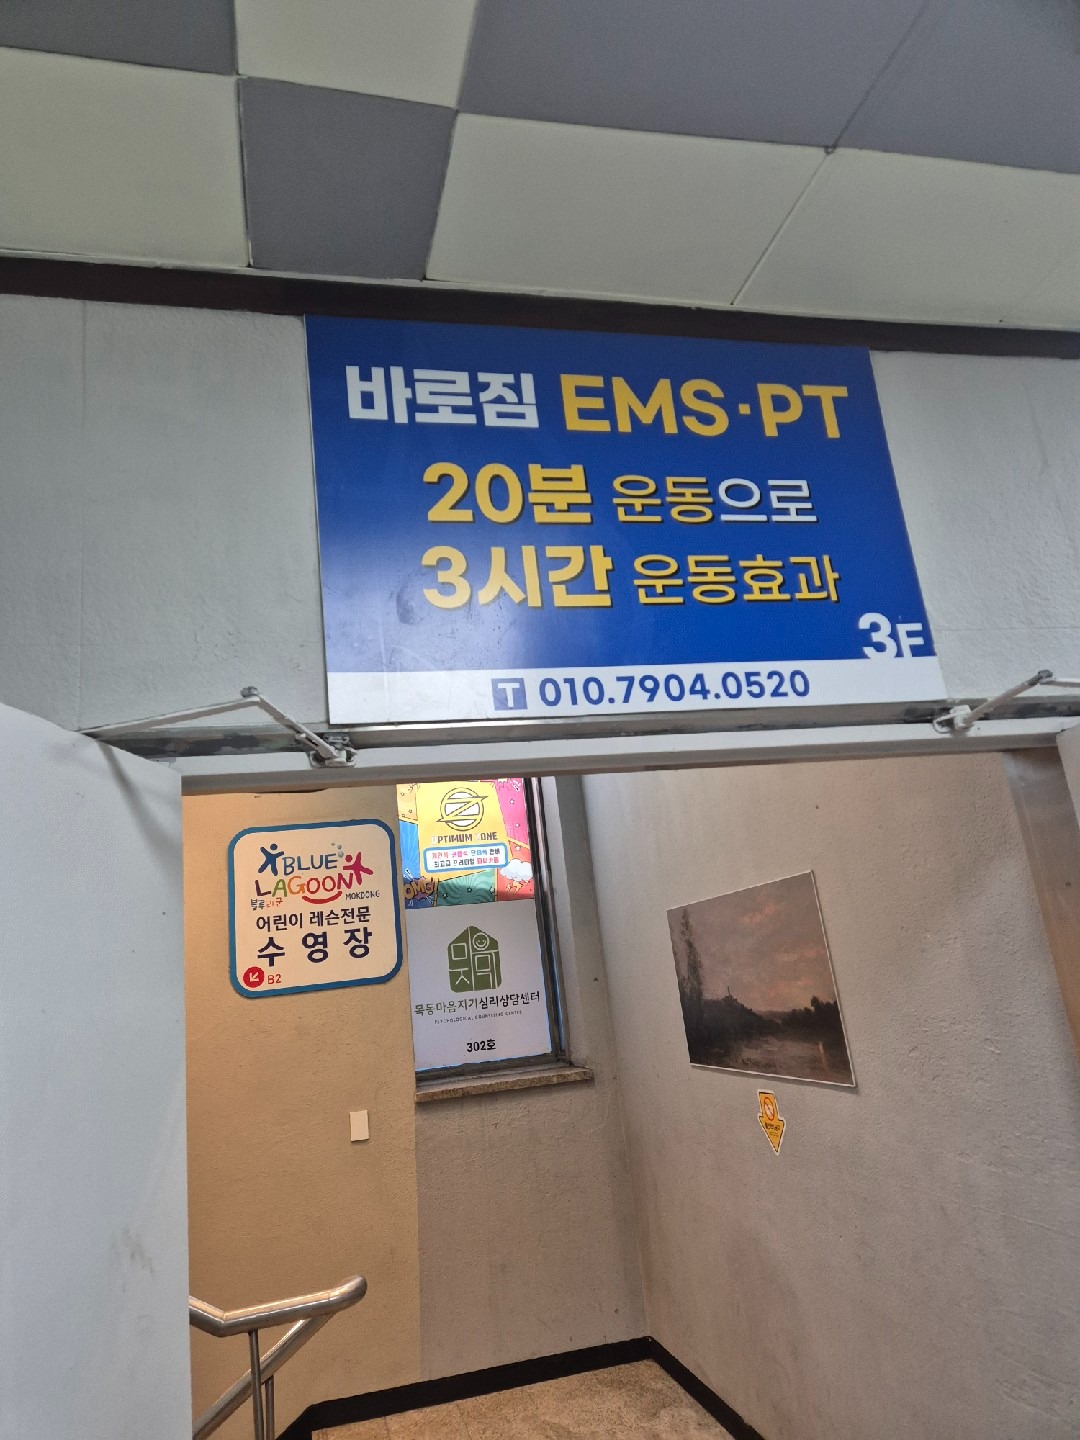 바로짐 EMS·PT
20분 운동으로
3시간 운동효과
3F
T 010.7904.0520
BLUE
LAGOON
블루라군 MOKDONG
어린이 레슨전문
수영장
B2
OPTIMUM ZONE
OMG
목동마음지기심리상담센터
302호